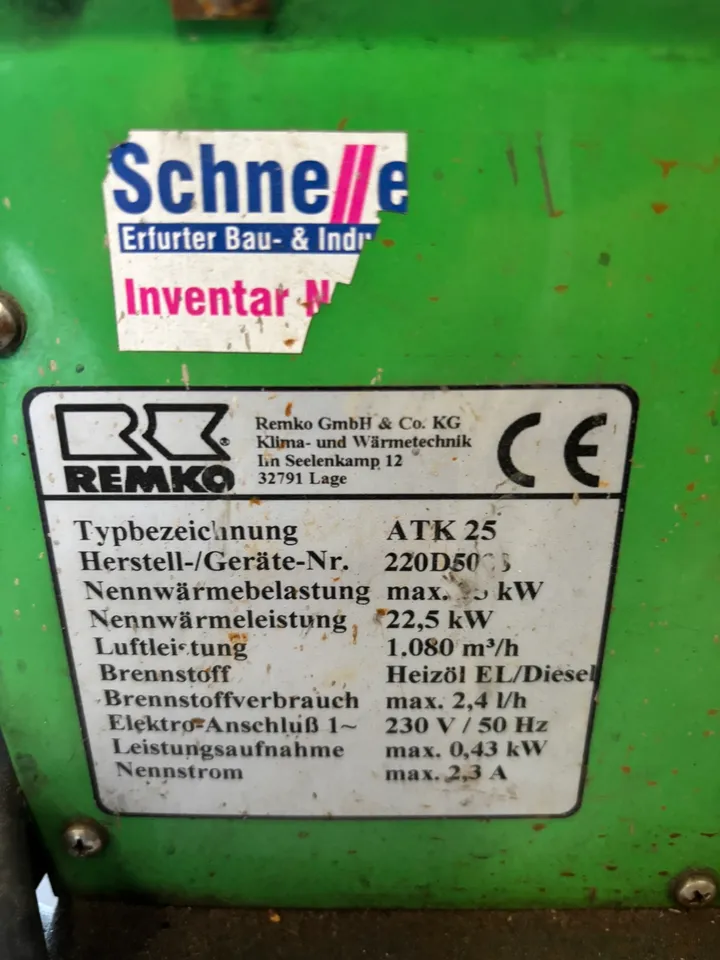 Schnelle
Erfurter Bau- & Indu
Inventar N
REMKO
Remko GmbH & Co. KG
Klima- und Wärmetechnik
Im Seelenkamp 12
32791 Lage
CE
Typbezeichnung ATK 25
Herstell-/Geräte-Nr.
Nennwärmebelastung max. kW
Nennwärmeleistung 22,5 kW
Luftleistung 1.080 m³/h
Brennstoff Heizöl EL/Diesel
Brennstoffverbrauch max. 2,4 l/h
Elektro-Anschluß 1~ 230 V / 50 Hz
Leistungsaufnahme max. 0,43 kW
Nennstrom max. 2,3 A